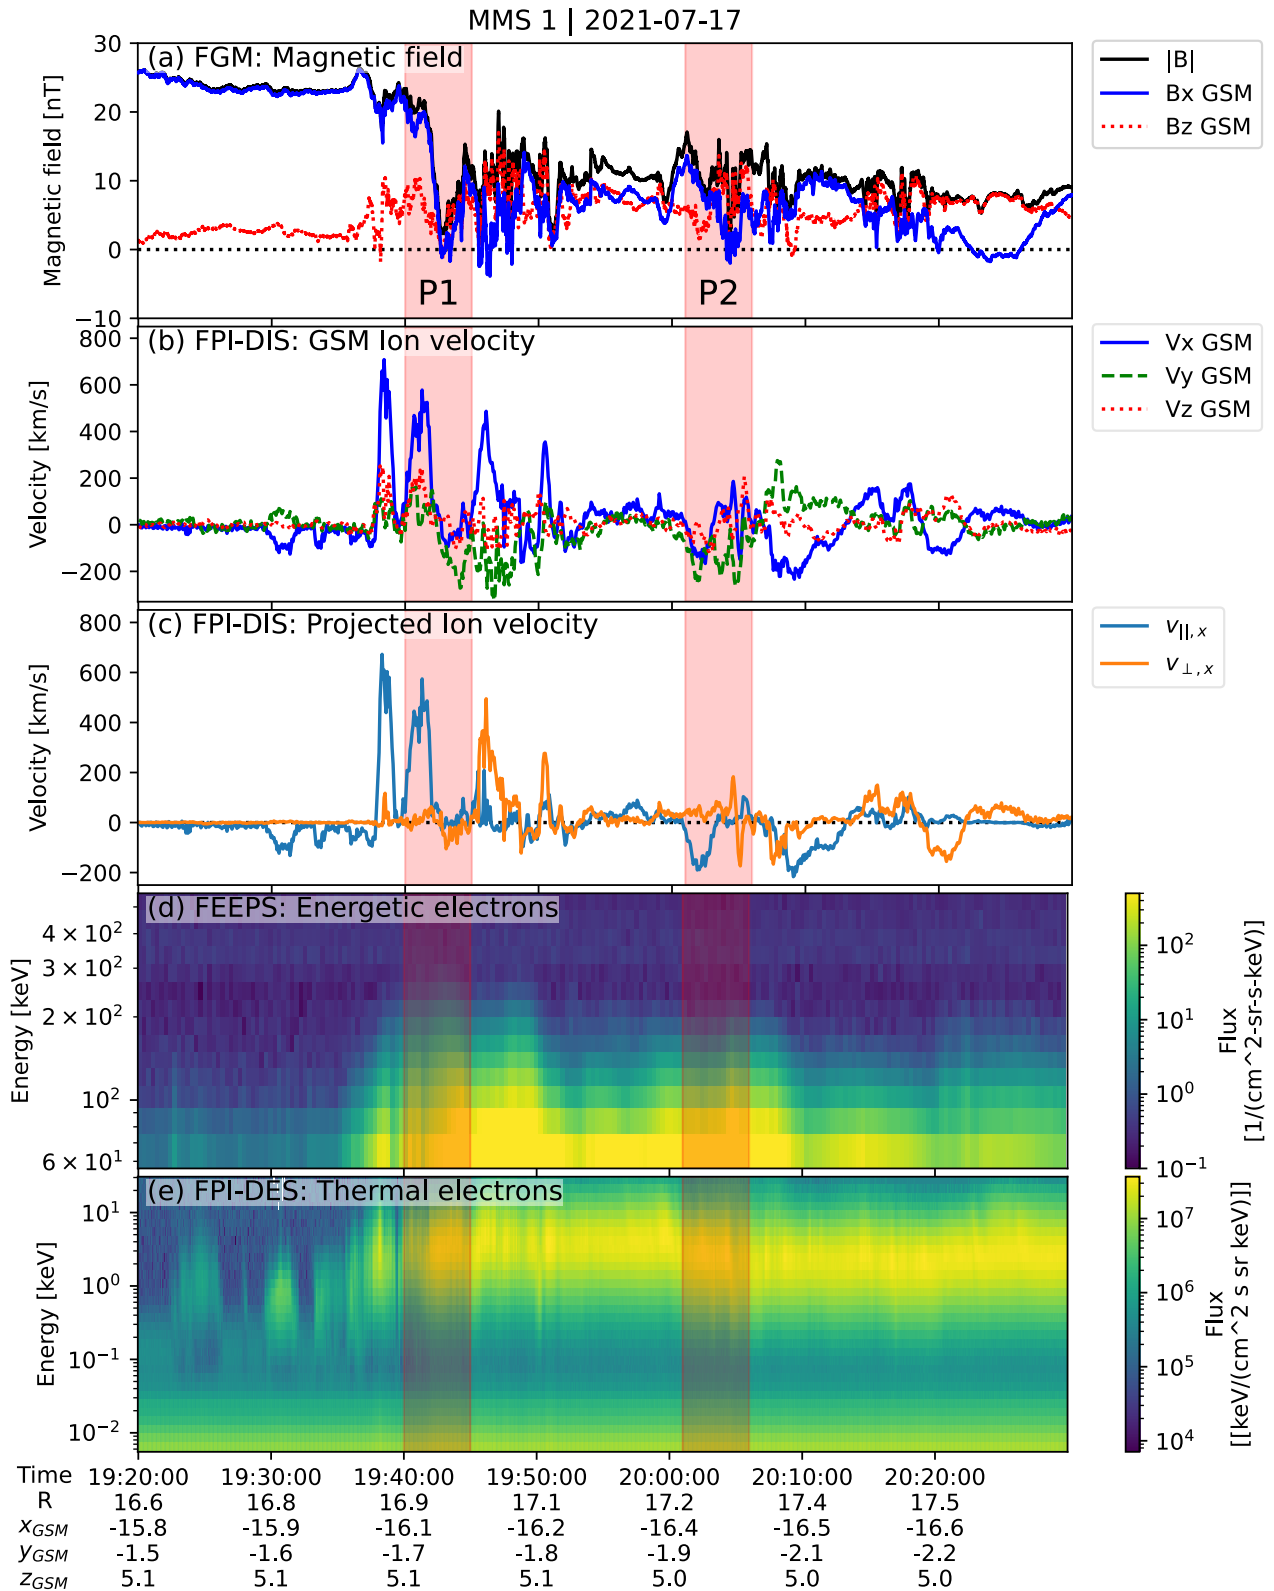 MMS 1 | 2021-07-17
(a) FGM: Magnetic field
Magnetic field [nT]
30
20
10
0
−10
P1
P2
|B|
Bx GSM
Bz GSM
(b) FPI-DIS: GSM Ion velocity
Velocity [km/s]
800
600
400
200
0
−200
Vx GSM
Vy GSM
Vz GSM
(c) FPI-DIS: Projected Ion velocity
Velocity [km/s]
800
600
400
200
0
−200
v||,x
v⊥,x
(d) FEEPS: Energetic electrons
Energy [keV]
4 × 10²
3 × 10²
2 × 10²
10²
6 × 10¹
10²
10¹
10⁰
10⁻¹
Flux
[1/(cm^2-sr-s-keV)]
(e) FPI-DES: Thermal electrons
Energy [keV]
10¹
10⁰
10⁻¹
10⁻²
10⁷
10⁶
10⁵
10⁴
Flux
[[keV/(cm^2 s sr keV)]]
Time 19:20:00 19:30:00 19:40:00 19:50:00 20:00:00 20:10:00 20:20:00
R 16.6 16.8 16.9 17.1 17.2 17.4 17.5
xGSM -15.8 -15.9 -16.1 -16.2 -16.4 -16.5 -16.6
yGSM -1.5 -1.6 -1.7 -1.8 -1.9 -2.1 -2.2
zGSM 5.1 5.1 5.1 5.1 5.0 5.0 5.0